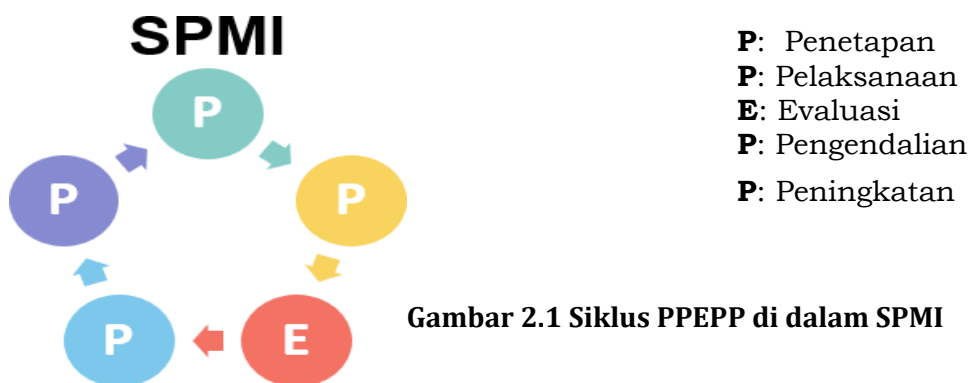 SPMI
P
P
E
P
P
P: Penetapan
P: Pelaksanaan
E: Evaluasi
P: Pengendalian
P: Peningkatan
Gambar 2.1 Siklus PPEPP di dalam SPMI